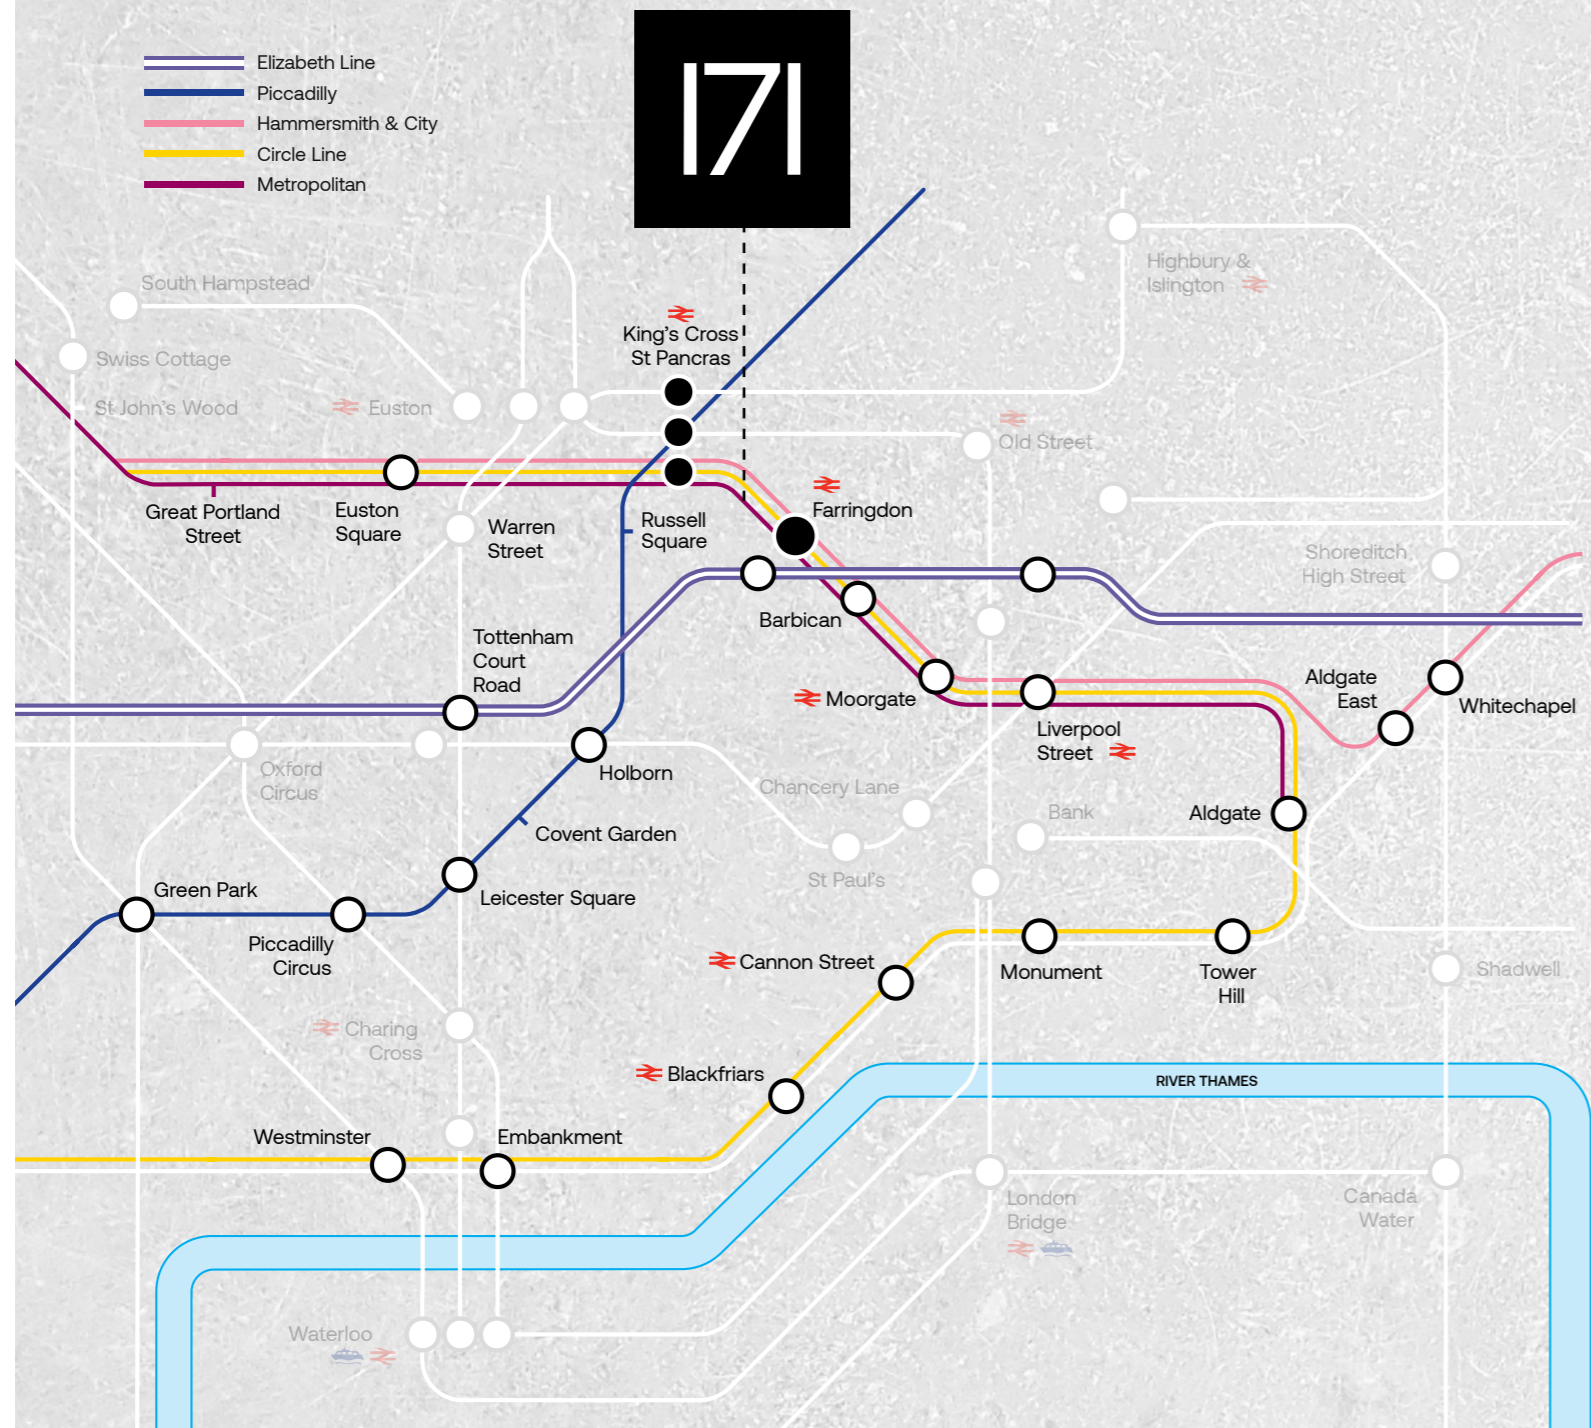 Elizabeth Line
Piccadilly
Hammersmith & City
Circle Line
Metropolitan
171
South Hampstead
Swiss Cottage
St John's Wood
Euston
King's Cross
St Pancras
Highbury &
Islington
Old Street
Farringdon
Great Portland
Street
Euston
Square
Warren
Street
Russell
Square
Shoreditch
High Street
Barbican
Tottenham
Court
Road
Moorgate
Aldgate
East
Whitechapel
Liverpool
Street
Oxford
Circus
Holborn
Chancery Lane
Covent Garden
Bank
Aldgate
St Paul's
Green Park
Leicester Square
Piccadilly
Circus
Cannon Street
Monument
Tower
Hill
Shadwell
Charing
Cross
Blackfriars
RIVER THAMES
Westminster
Embankment
London
Bridge
Canada
Water
Waterloo